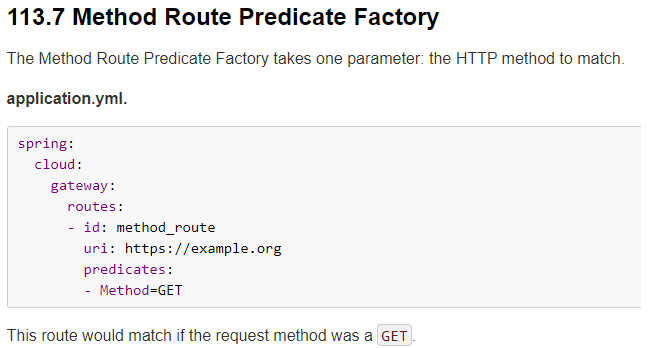 113.7 Method Route Predicate Factory
The Method Route Predicate Factory takes one parameter: the HTTP method to match.
application.yml.
spring:
  cloud:
    gateway:
      routes:
      - id: method_route
        uri: https://example.org
        predicates:
        - Method=GET
This route would match if the request method was a GET.